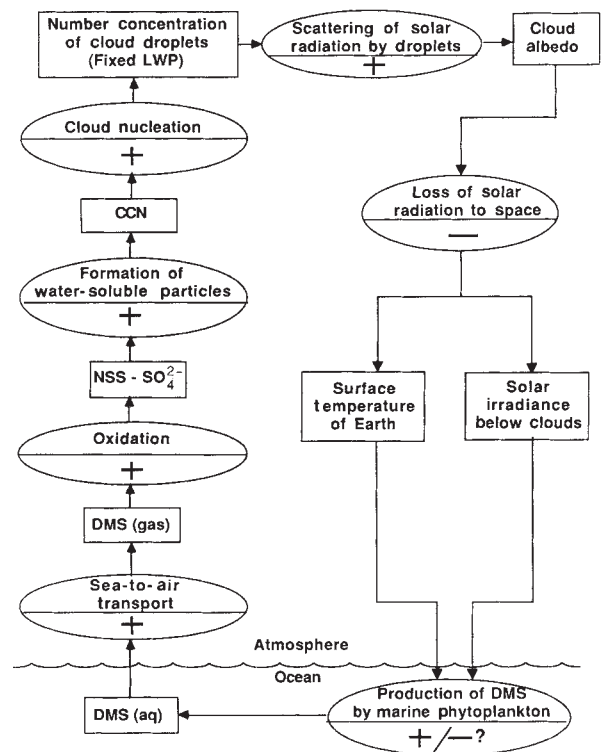 Number concentration
of cloud droplets
(Fixed LWP)
Scattering of solar
radiation by droplets
+
Cloud
albedo
Cloud nucleation
+
Loss of solar
radiation to space
—
CCN
Formation of
water-soluble particles
+
NSS - SO₄²⁻
Surface
temperature
of Earth
Solar
irradiance
below clouds
Oxidation
+
DMS (gas)
Sea-to-air
transport
+
Atmosphere
Ocean
DMS (aq)
Production of DMS
by marine phytoplankton
+/—?